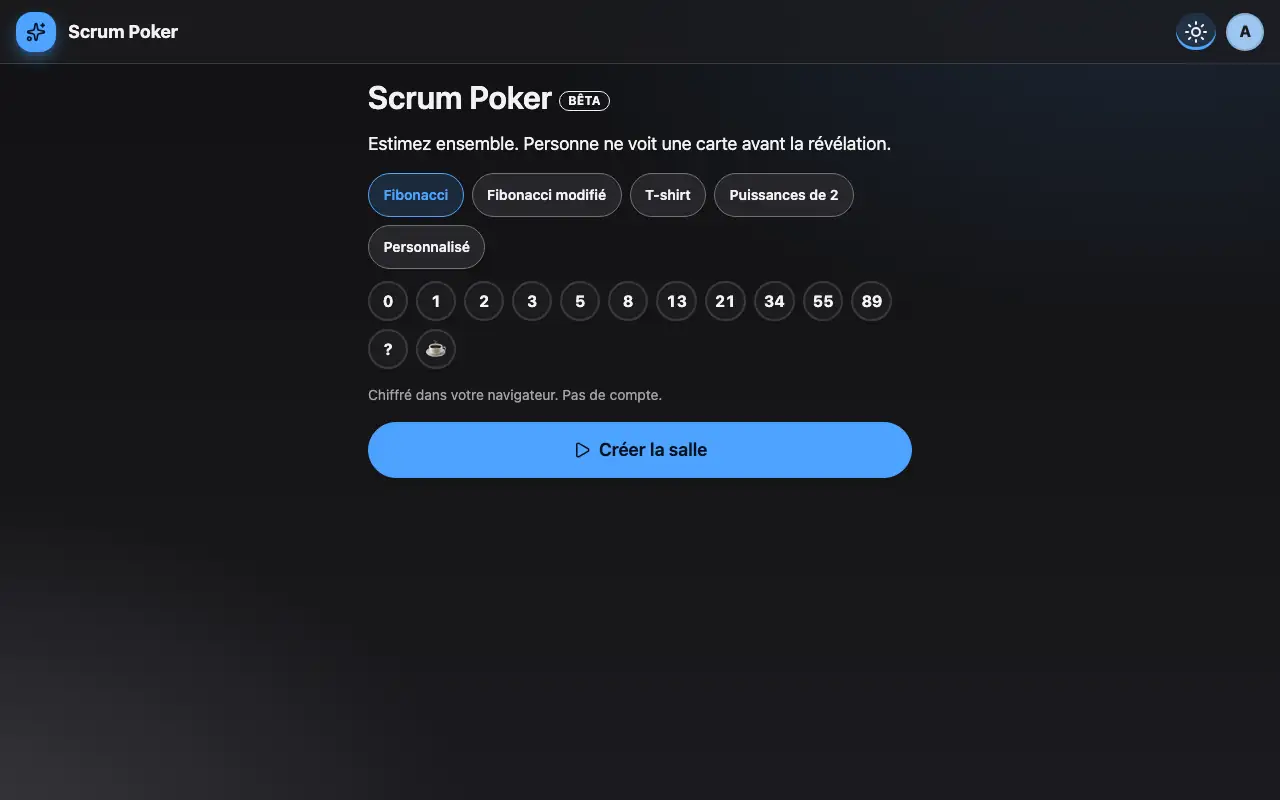 Scrum Poker
A
Scrum Poker BÊTA
Estimez ensemble. Personne ne voit une carte avant la révélation.
Fibonacci Fibonacci modifié T-shirt Puissances de 2
Personnalisé
0 1 2 3 5 8 13 21 34 55 89
? ☕
Chiffré dans votre navigateur. Pas de compte.
Créer la salle